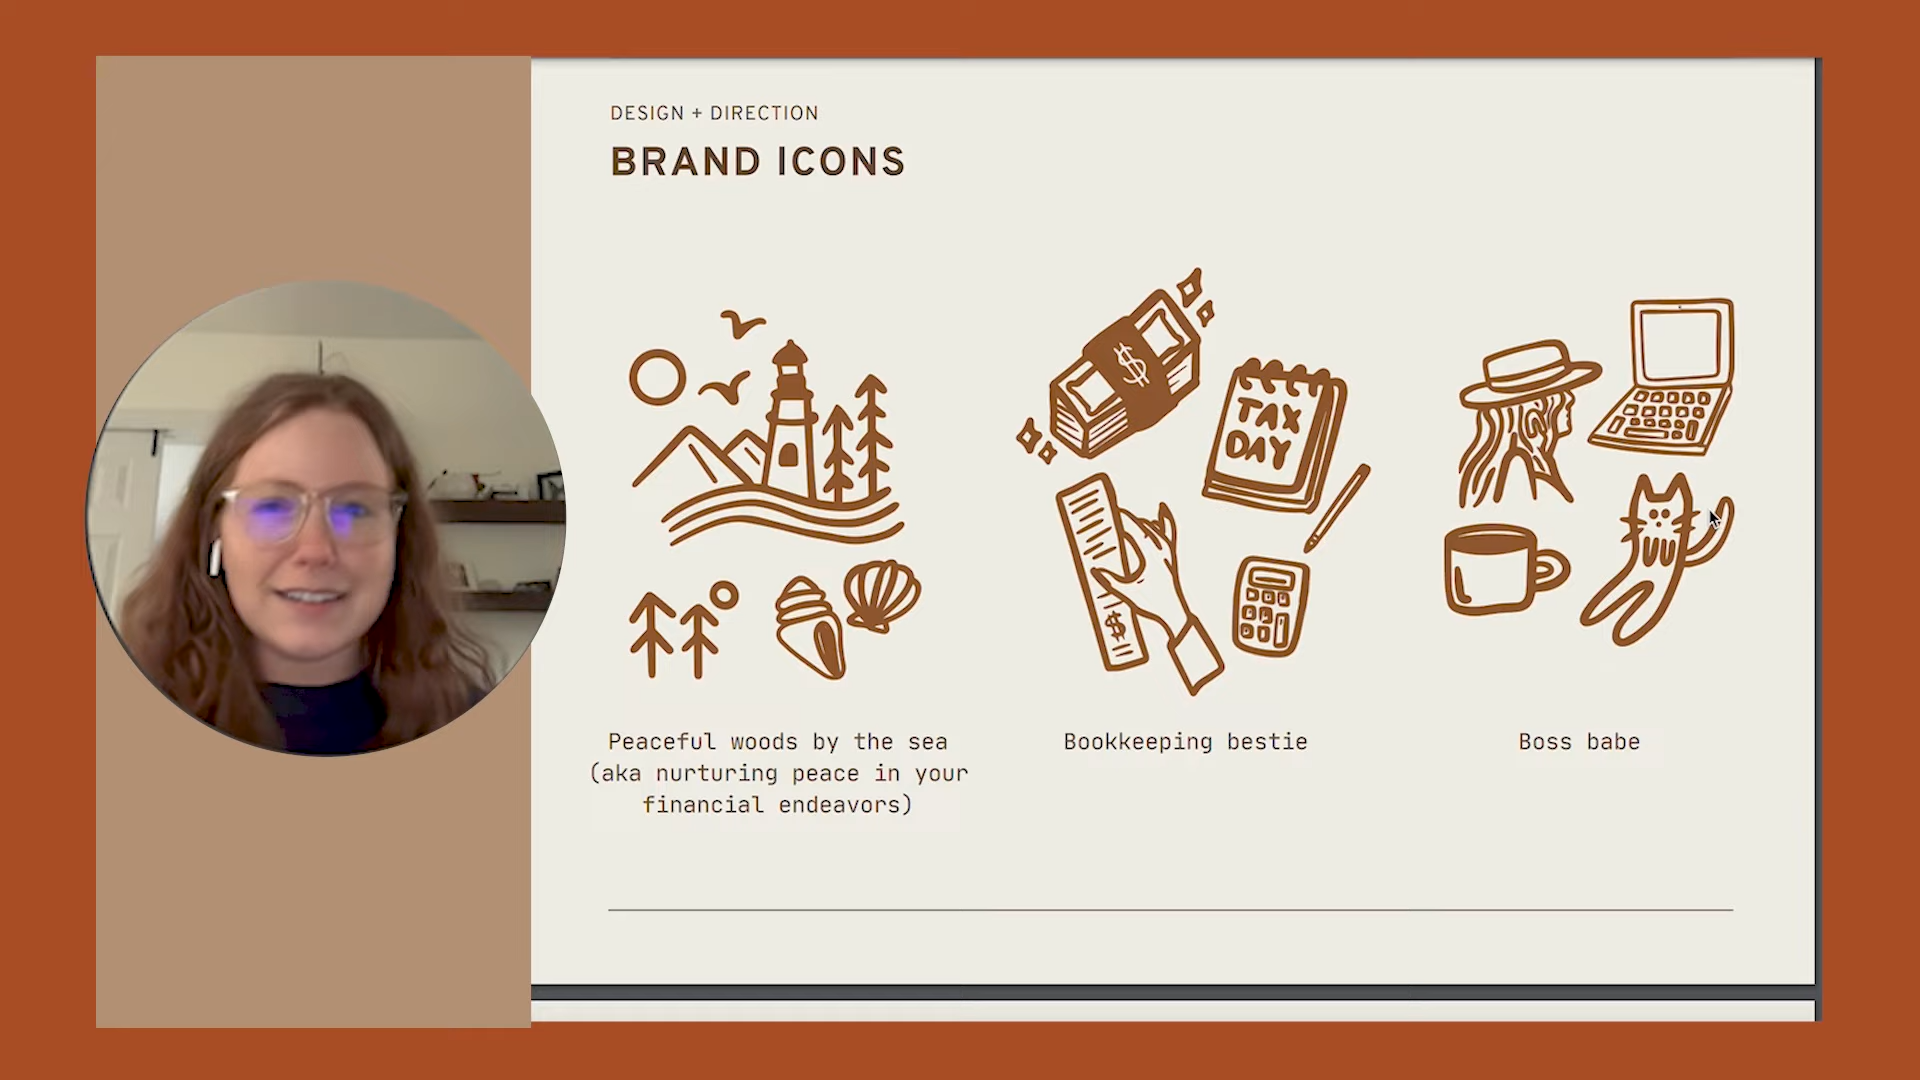 DESIGN + DIRECTION
BRAND ICONS
$
TAX
DAY
$
Peaceful woods by the sea
(aka nurturing peace in your
financial endeavors)
Bookkeeping bestie
Boss babe